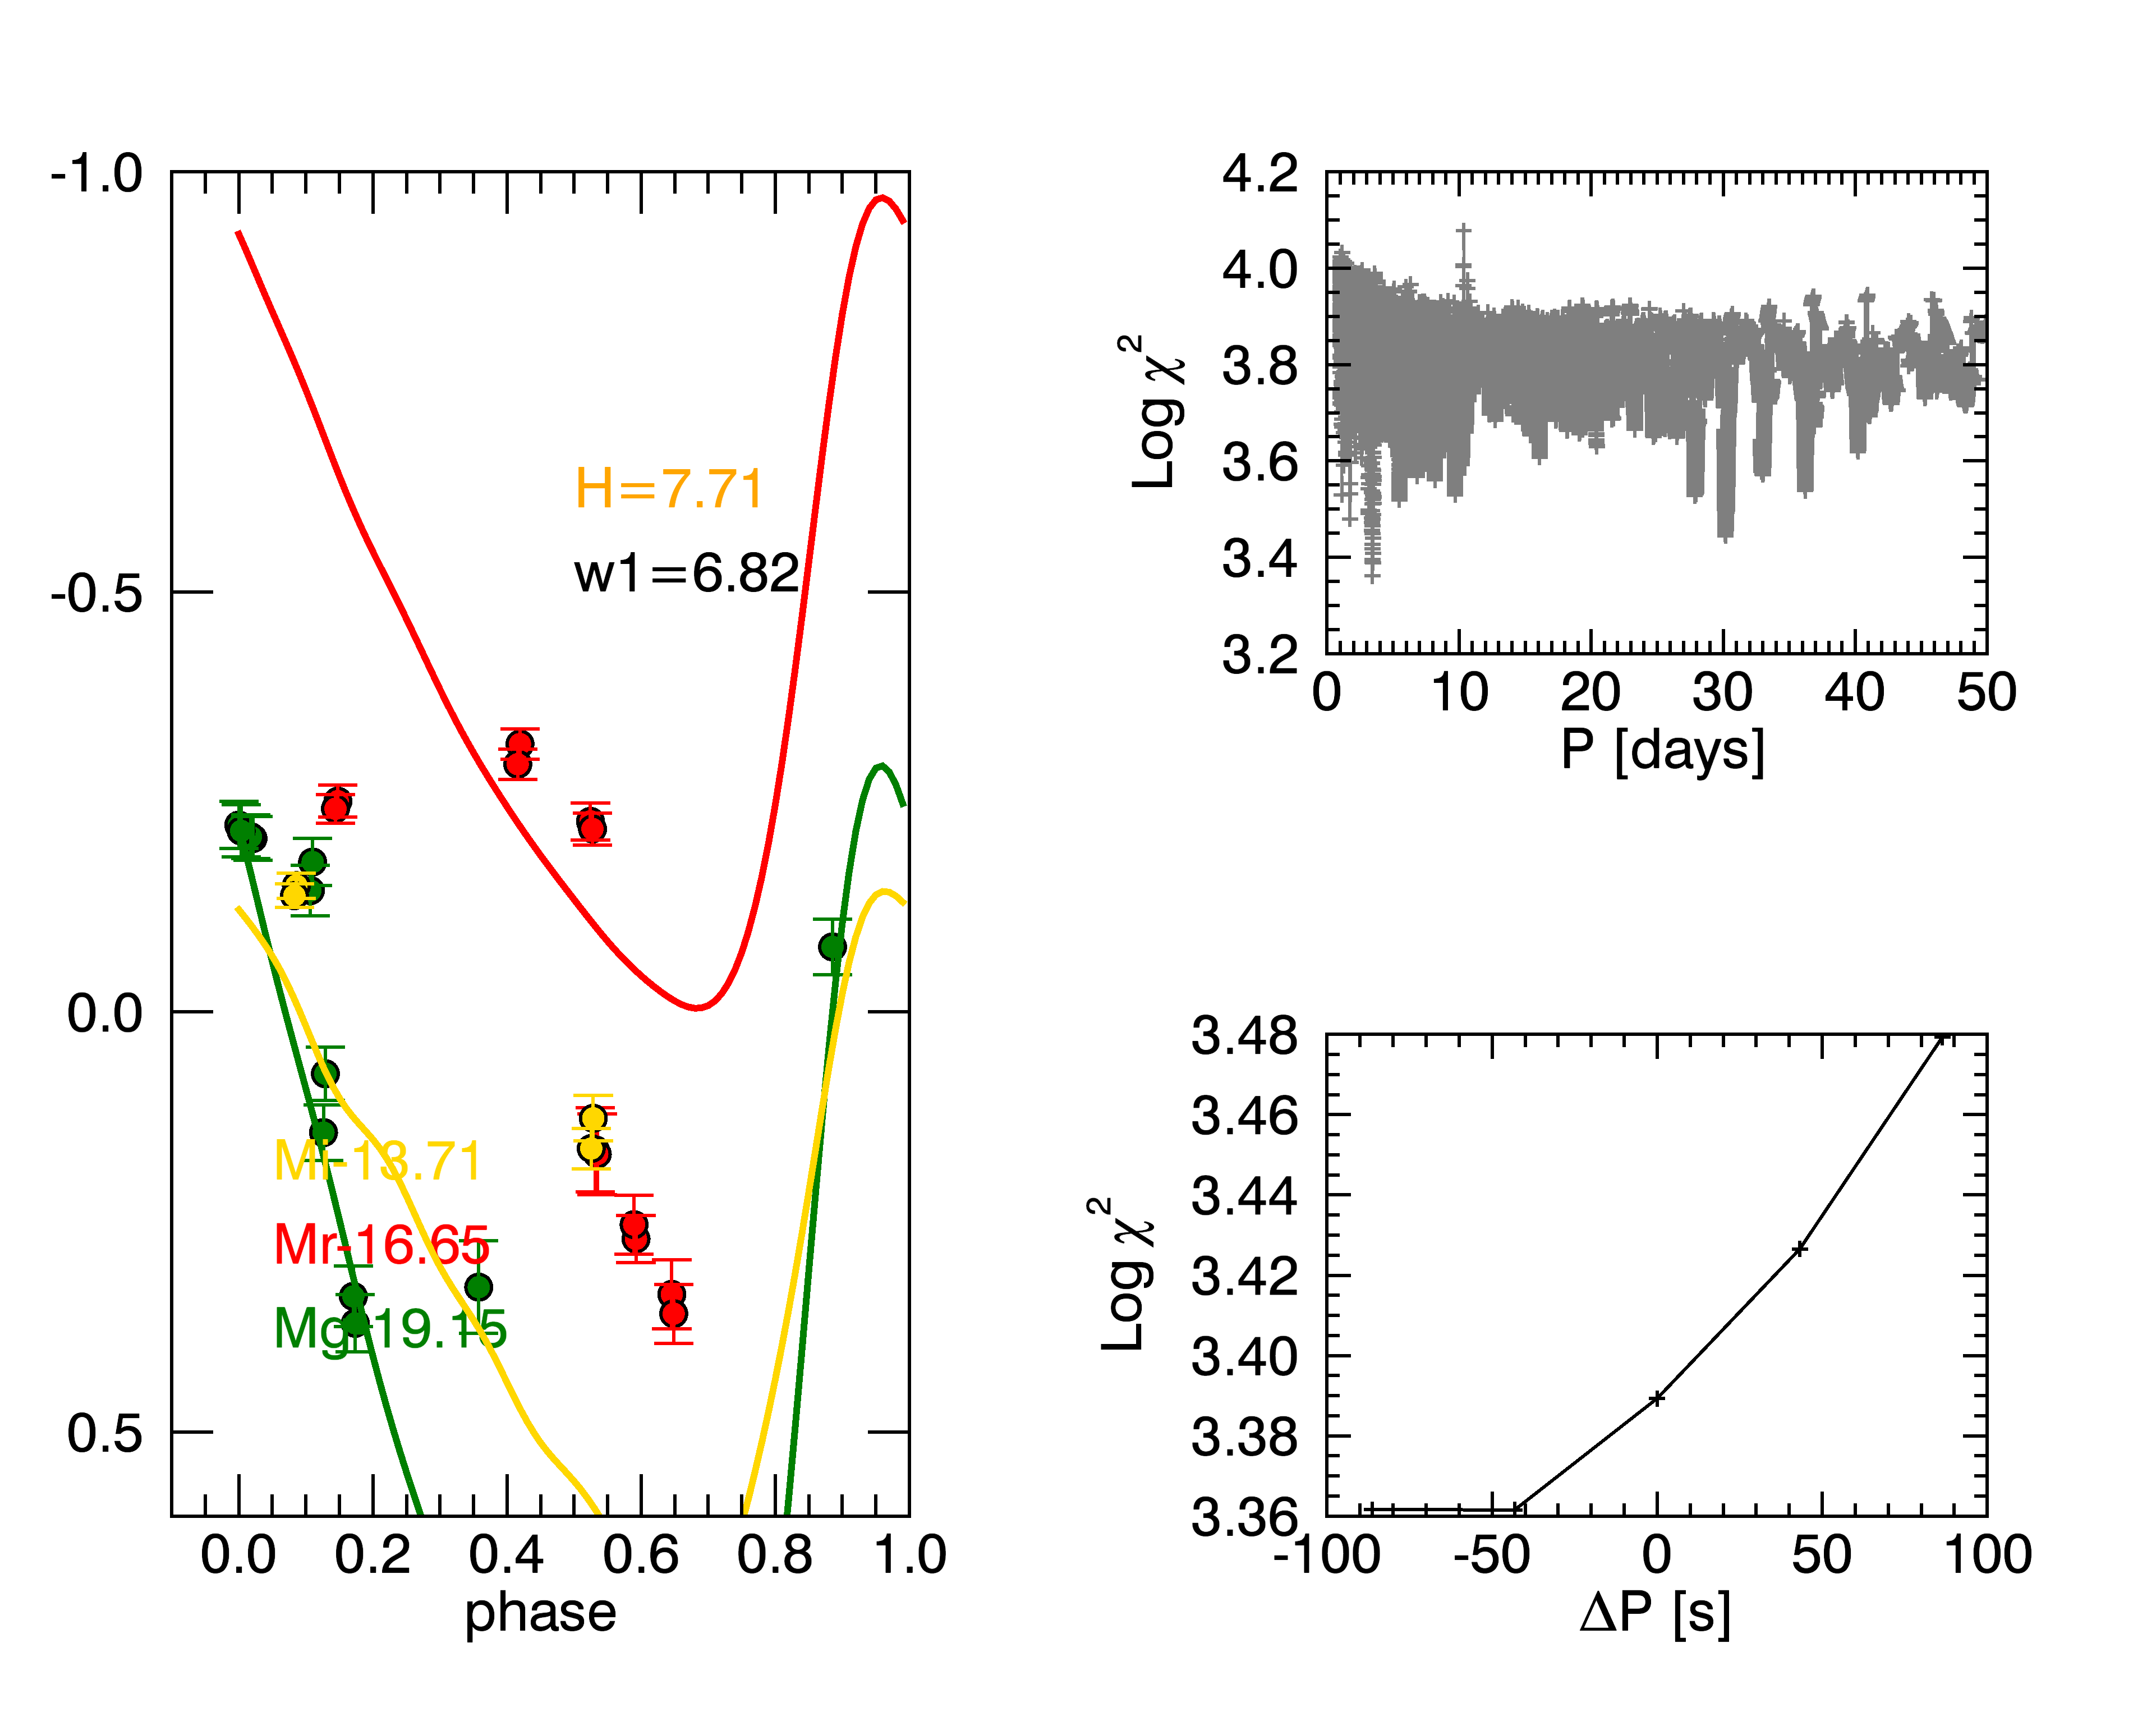 -1.0
-0.5
0.0
0.5
H=7.71
w1=6.82
Mi-13.71
Mr-16.65
Mg-19.15
0.0 0.2 0.4 0.6 0.8 1.0
phase
4.2
4.0
3.8
3.6
3.4
3.2
Log χ²
0 10 20 30 40 50
P [days]
3.48
3.46
3.44
3.42
3.40
3.38
3.36
Log χ²
-100 -50 0 50 100
ΔP [s]